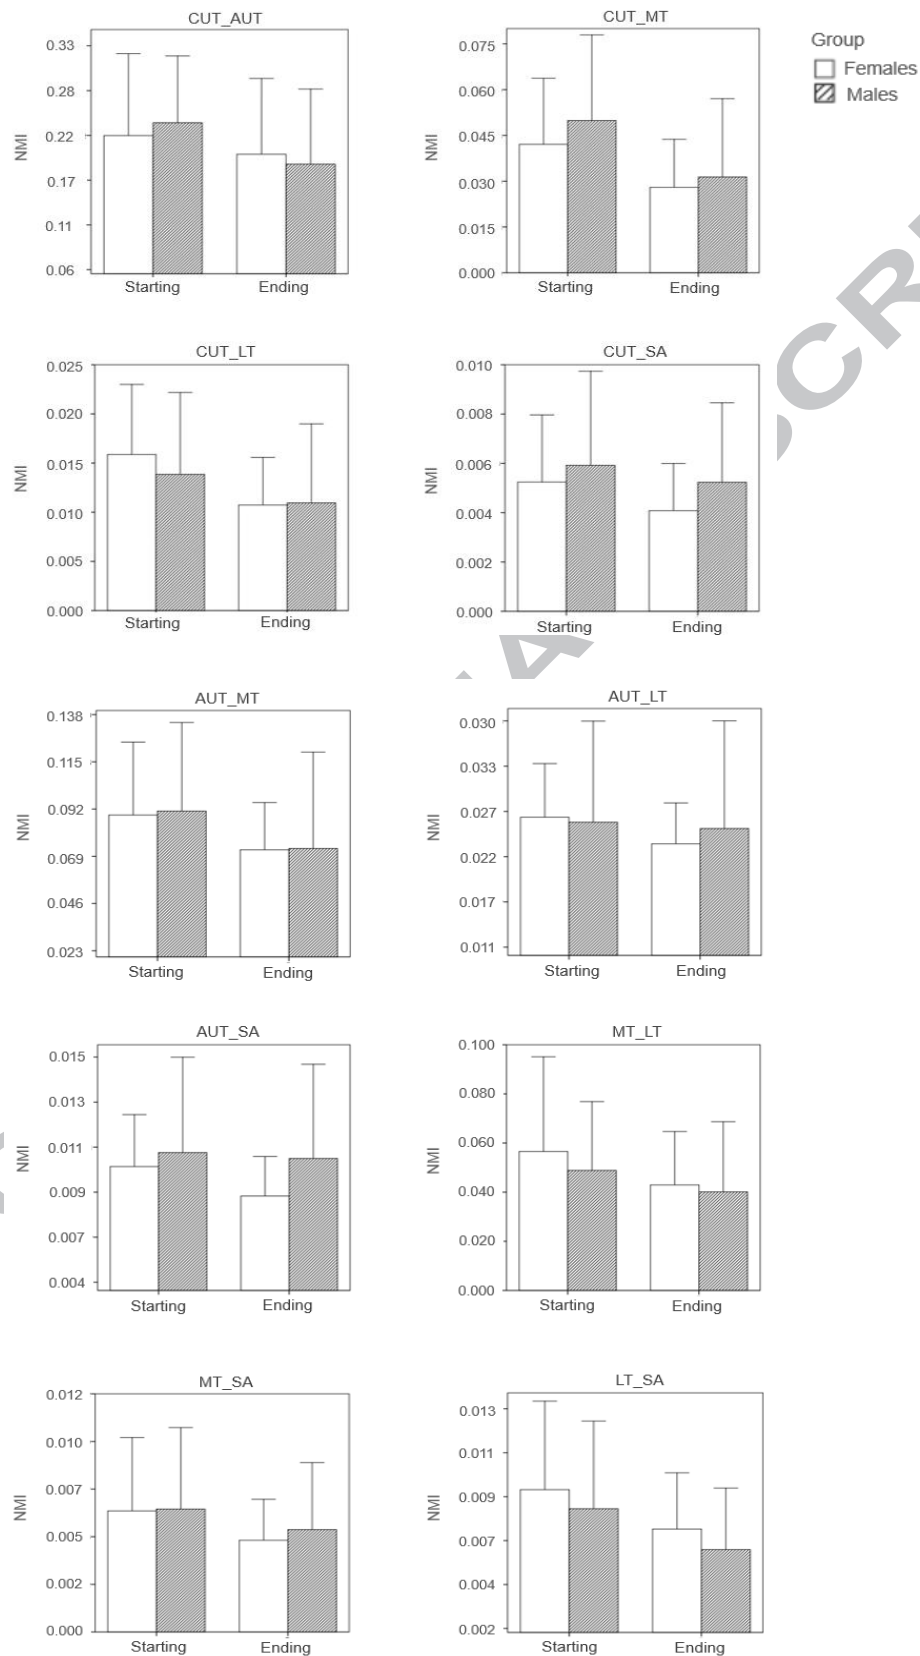 CUT_AUT
0.33
0.28
0.22
0.17
0.11
0.06
NMI
Starting
Ending
CUT_MT
0.075
0.060
0.045
0.030
0.015
0.000
NMI
Starting
Ending
Group
Females
Males
CUT_LT
0.025
0.020
0.015
0.010
0.005
0.000
NMI
Starting
Ending
CUT_SA
0.010
0.008
0.006
0.004
0.002
0.000
NMI
Starting
Ending
AUT_MT
0.138
0.115
0.092
0.069
0.046
0.023
NMI
Starting
Ending
AUT_LT
0.030
0.033
0.027
0.022
0.017
0.011
NMI
Starting
Ending
AUT_SA
0.015
0.013
0.011
0.009
0.007
0.004
NMI
Starting
Ending
MT_LT
0.100
0.080
0.060
0.040
0.020
0.000
NMI
Starting
Ending
MT_SA
0.012
0.010
0.007
0.005
0.002
0.000
NMI
Starting
Ending
LT_SA
0.013
0.011
0.009
0.007
0.004
0.002
NMI
Starting
Ending